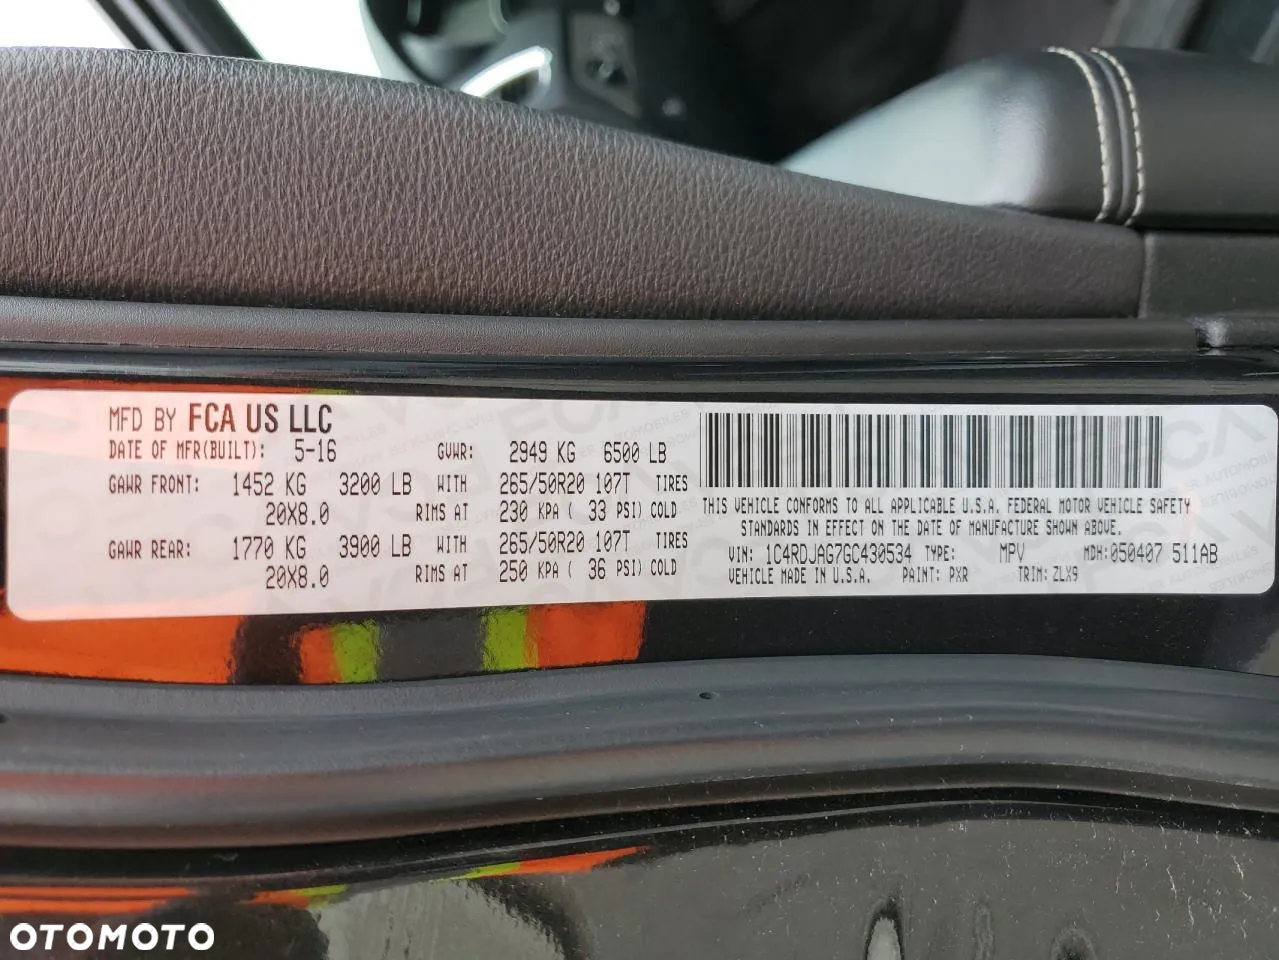 MFD BY FCA US LLC
DATE OF MFR(BUILT): 5-16 GVWR: 2949 KG 6500 LB
GAWR FRONT: 1452 KG 3200 LB WITH 265/50R20 107T TIRES
20X8.0 RIMS AT 230 KPA ( 33 PSI) COLD
GAWR REAR: 1770 KG 3900 LB WITH 265/50R20 107T TIRES
20X8.0 RIMS AT 250 KPA ( 36 PSI) COLD
THIS VEHICLE CONFORMS TO ALL APPLICABLE U.S.A. FEDERAL MOTOR VEHICLE SAFETY
STANDARDS IN EFFECT ON THE DATE OF MANUFACTURE SHOWN ABOVE.
VIN: 1C4RDJAG7GC430534 TYPE: MPV MDH: 050407 511AB
VEHICLE MADE IN U.S.A. PAINT: PXR TRIM: ZLX9
OTOMOTO